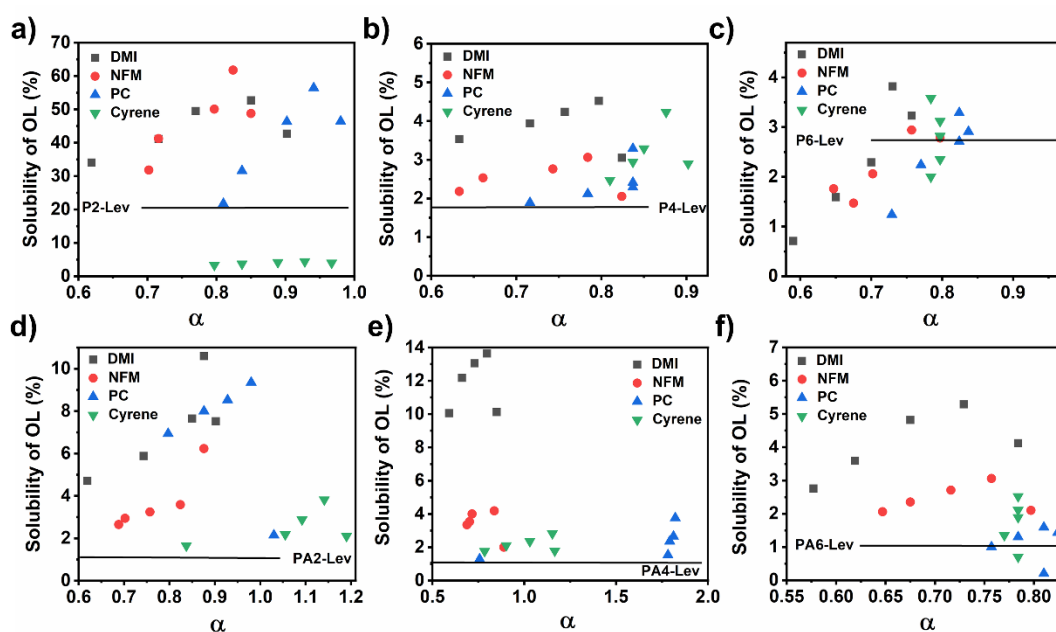 a)
Solubility of OL (%)
70
60
50
40
30
20
10
0
DMI
NFM
PC
Cyrene
P2-Lev
0.6 0.7 0.8 0.9 1.0
α
b)
Solubility of OL (%)
6
5
4
3
2
1
0
DMI
NFM
PC
Cyrene
P4-Lev
0.6 0.7 0.8 0.9
α
c)
Solubility of OL (%)
4
3
2
1
0
DMI
NFM
PC
Cyrene
P6-Lev
0.6 0.7 0.8 0.9
α
d)
Solubility of OL (%)
10
8
6
4
2
0
DMI
NFM
PC
Cyrene
PA2-Lev
0.6 0.7 0.8 0.9 1.0 1.1 1.2
α
e)
Solubility of OL (%)
14
12
10
8
6
4
2
0
DMI
NFM
PC
Cyrene
PA4-Lev
0.5 1.0 1.5 2.0
α
f)
Solubility of OL (%)
7
6
5
4
3
2
1
0
DMI
NFM
PC
Cyrene
PA6-Lev
0.55 0.60 0.65 0.70 0.75 0.80
α